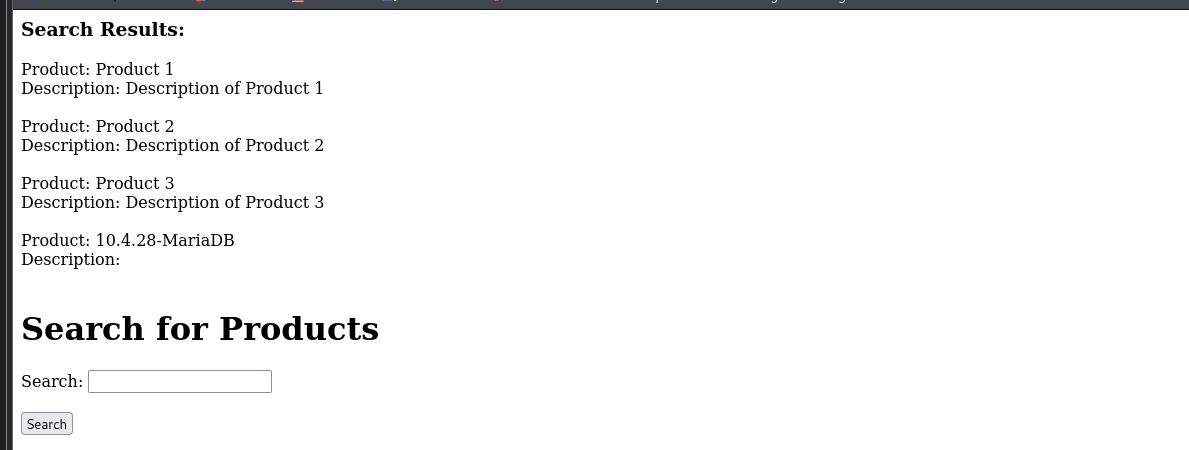 Search Results:
Product: Product 1
Description: Description of Product 1
Product: Product 2
Description: Description of Product 2
Product: Product 3
Description: Description of Product 3
Product: 10.4.28-MariaDB
Description:
Search for Products
Search:
Search